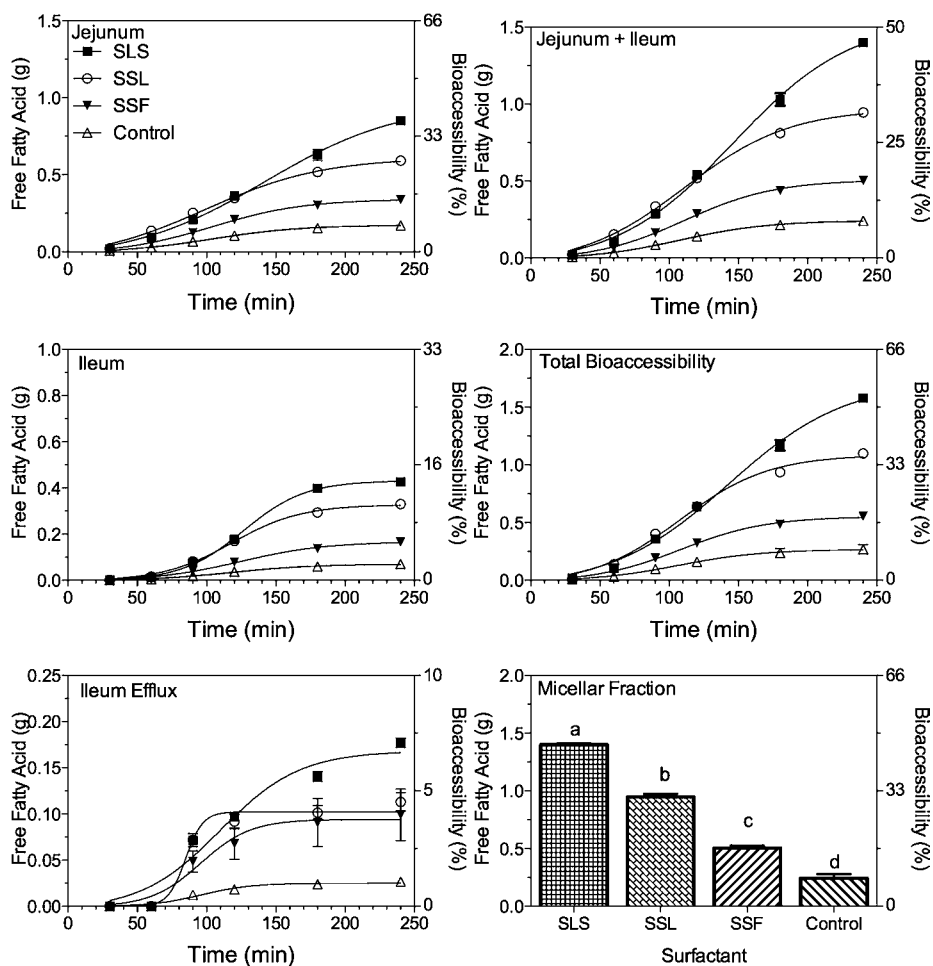 Jejunum
SLS
SSL
SSF
Control
Free Fatty Acid (g)
1.5
1.0
0.5
0.0
66
33
0
Bioaccessibility (%)
0 50 100 150 200 250
Time (min)
Jejunum + Ileum
Free Fatty Acid (g)
1.5
1.0
0.5
0.0
50
25
0
Bioaccessibility (%)
0 50 100 150 200 250
Time (min)
Ileum
Free Fatty Acid (g)
1.0
0.8
0.6
0.4
0.2
0.0
33
16
0
Bioaccessibility (%)
0 50 100 150 200 250
Time (min)
Total Bioaccessibility
Free Fatty Acid (g)
2.0
1.5
1.0
0.5
0.0
66
33
0
Bioaccessibility (%)
0 50 100 150 200 250
Time (min)
Ileum Efflux
Free Fatty Acid (g)
0.25
0.20
0.15
0.10
0.05
0.00
10
5
0
Bioaccessibility (%)
0 50 100 150 200 250
Time (min)
Micellar Fraction
Free Fatty Acid (g)
2.0
1.5
1.0
0.5
0.0
a
b
c
d
66
33
0
Bioaccessibility (%)
SLS SSL SSF Control
Surfactant